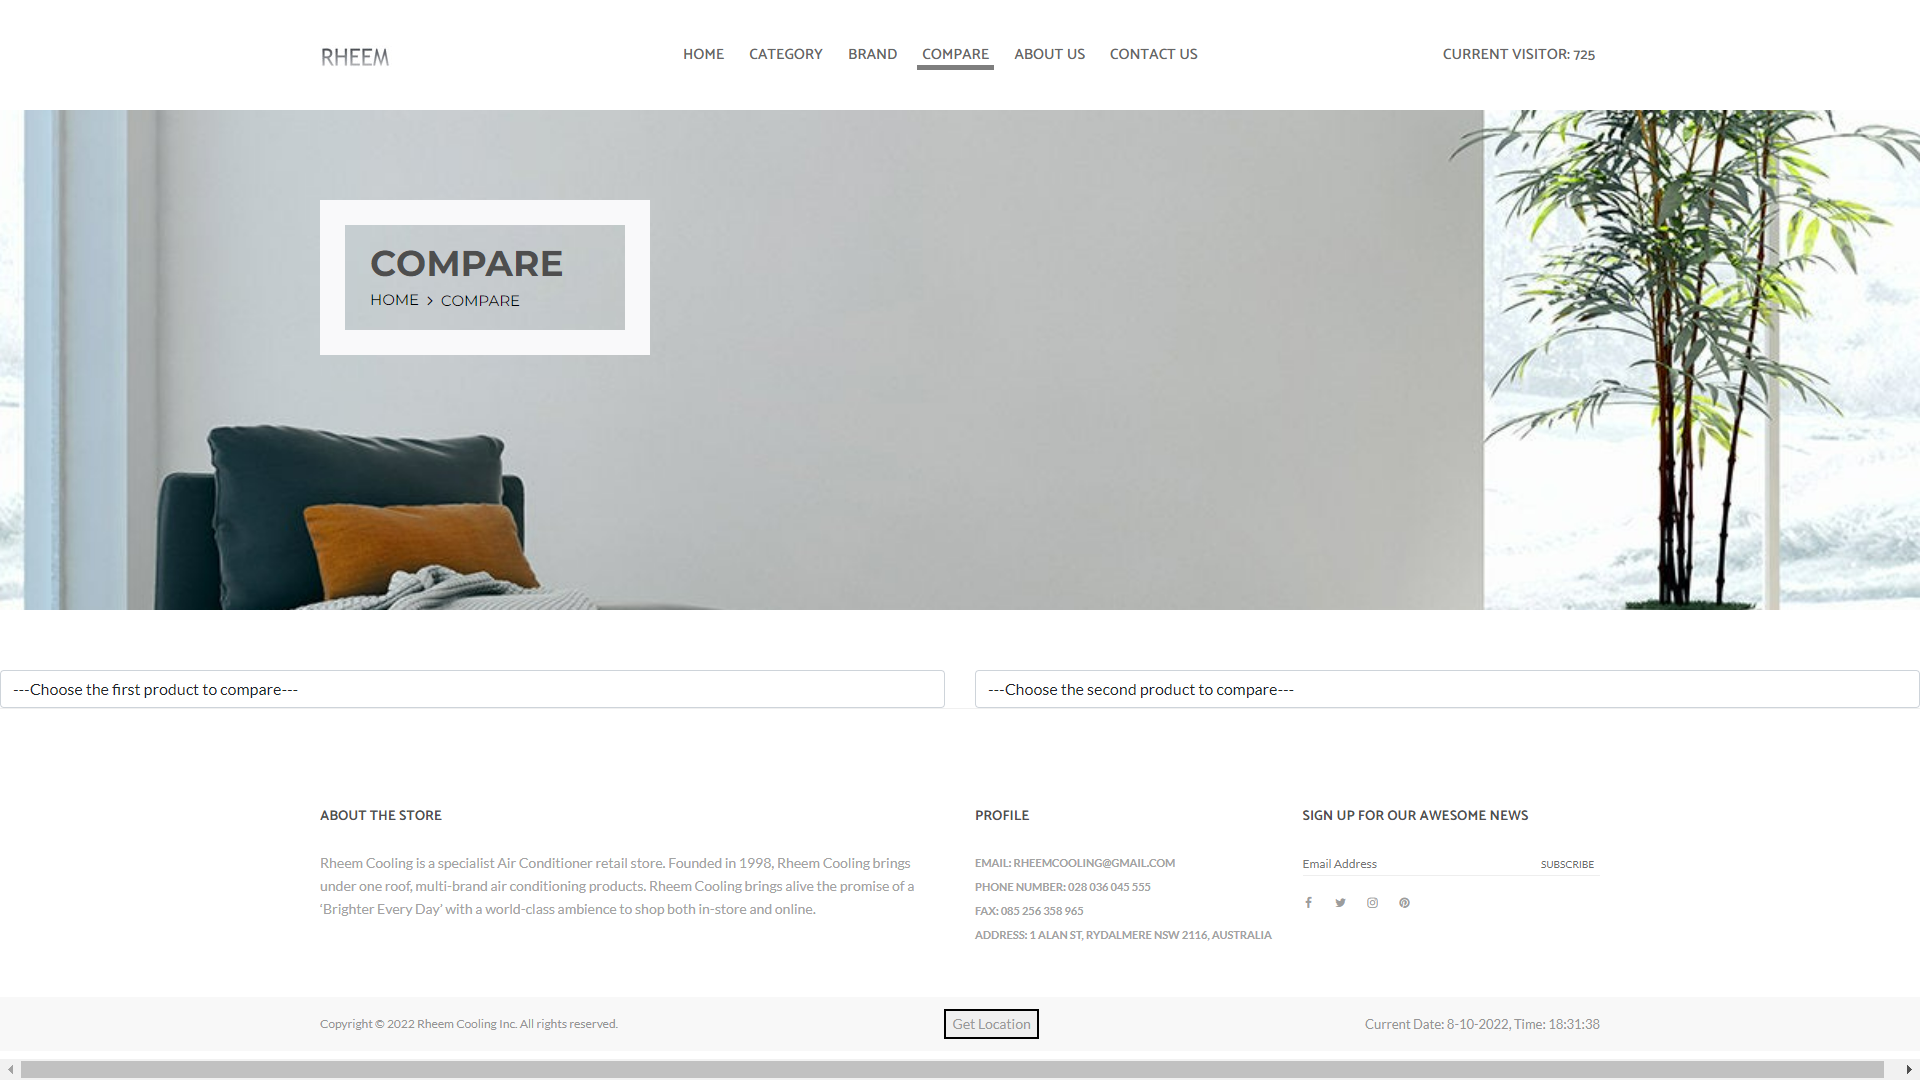 RHEEM
HOME CATEGORY BRAND COMPARE ABOUT US CONTACT US
CURRENT VISITOR: 725
COMPARE
HOME > COMPARE
---Choose the first product to compare---
---Choose the second product to compare---
ABOUT THE STORE
Rheem Cooling is a specialist Air Conditioner retail store. Founded in 1998, Rheem Cooling brings
under one roof, multi-brand air conditioning products. Rheem Cooling brings alive the promise of a
‘Brighter Every Day’ with a world-class ambience to shop both in-store and online.
PROFILE
EMAIL: RHEEMCOOLING@GMAIL.COM
PHONE NUMBER: 028 036 045 555
FAX: 085 256 358 965
ADDRESS: 1 ALAN ST, RYDALMERE NSW 2116, AUSTRALIA
SIGN UP FOR OUR AWESOME NEWS
Email Address SUBSCRIBE
Copyright © 2022 Rheem Cooling Inc. All rights reserved.
Get Location
Current Date: 8-10-2022, Time: 18:31:38